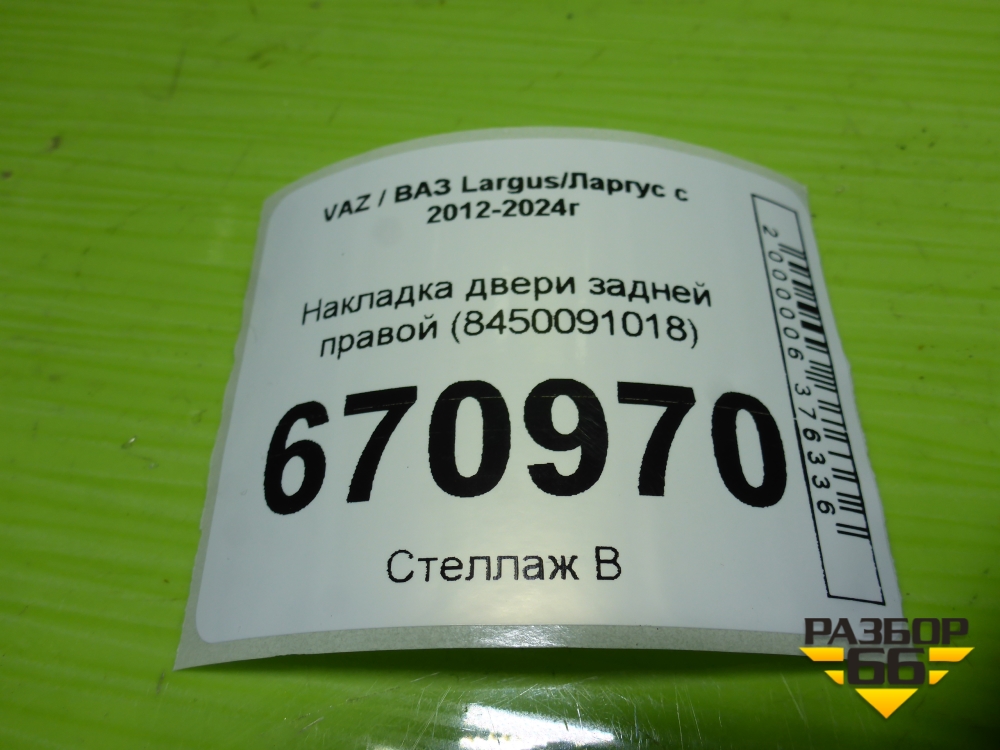 VAZ / ВАЗ Largus/Ларгус с
2012-2024г
Накладка двери задней
правой (8450091018)
670970
Стеллаж В
2000006376336
РАЗБОР
66